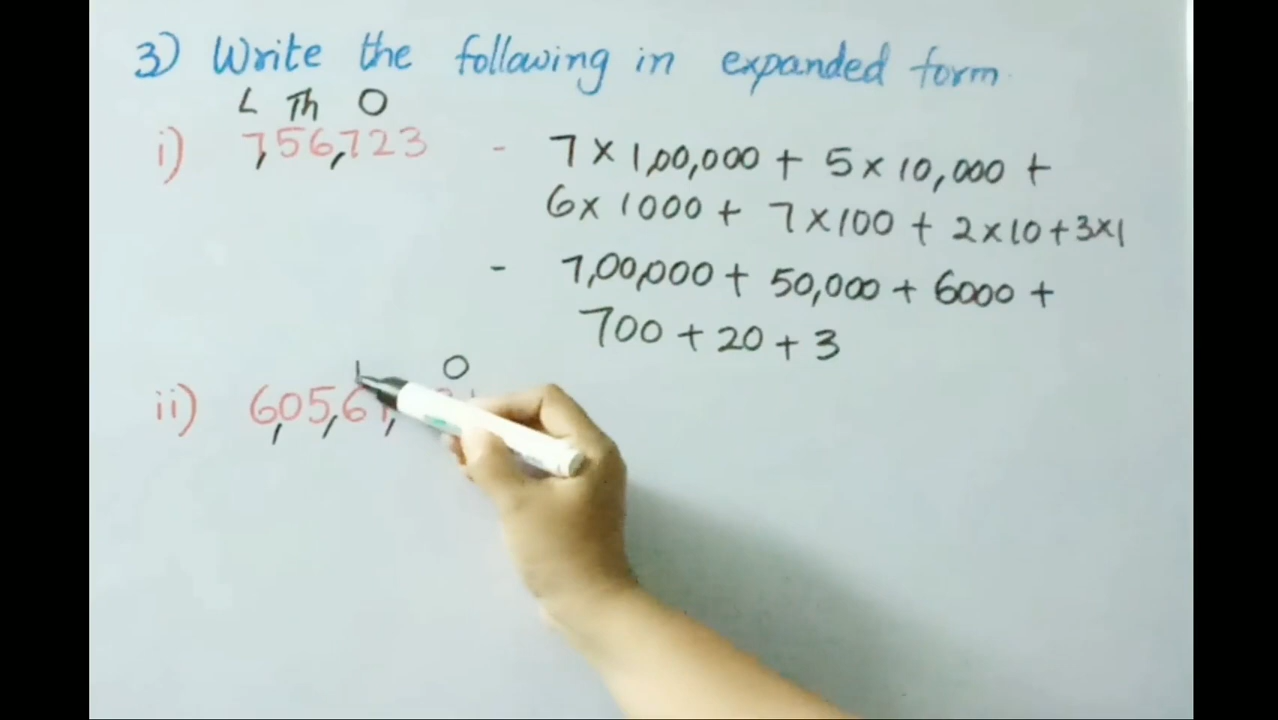 3) Write the following in expanded form
L Th O
i) 7,56,723 - 7 × 1,00,000 + 5 × 10,000 +
6 × 1000 + 7 × 100 + 2 × 10 + 3 × 1
- 7,00,000 + 50,000 + 6000 +
700 + 20 + 3
O
ii) 6,05,61,